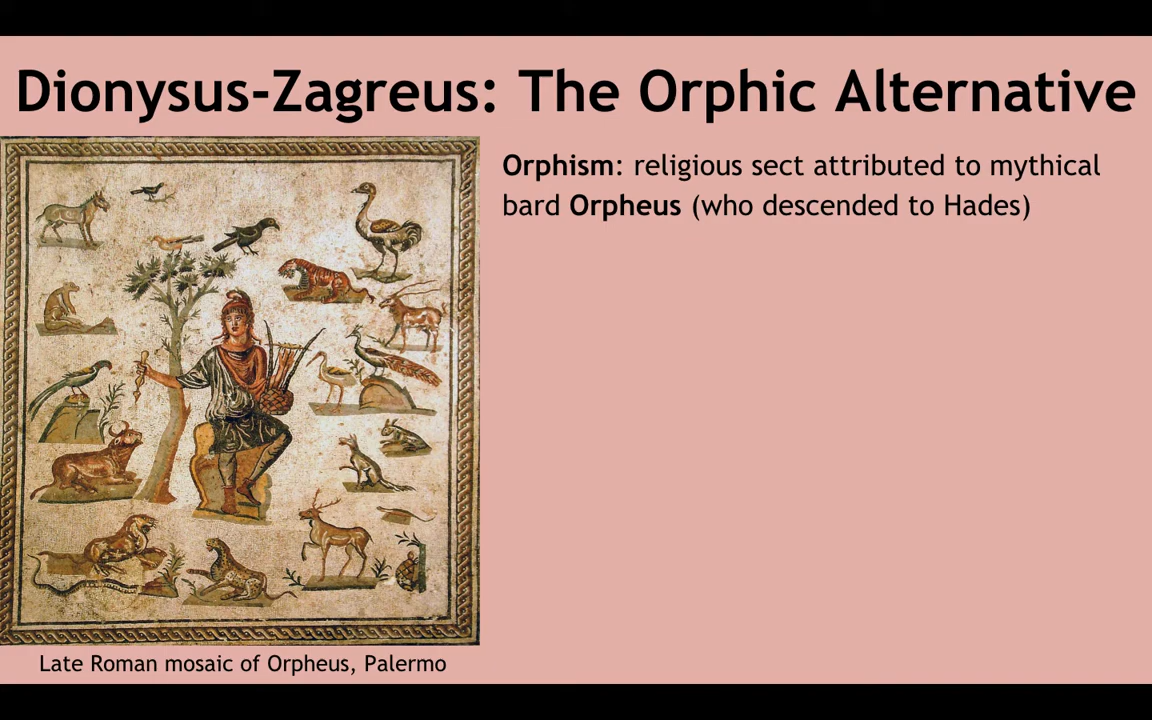 Dionysus-Zagreus: The Orphic Alternative
Orphism: religious sect attributed to mythical
bard Orpheus (who descended to Hades)
Late Roman mosaic of Orpheus, Palermo